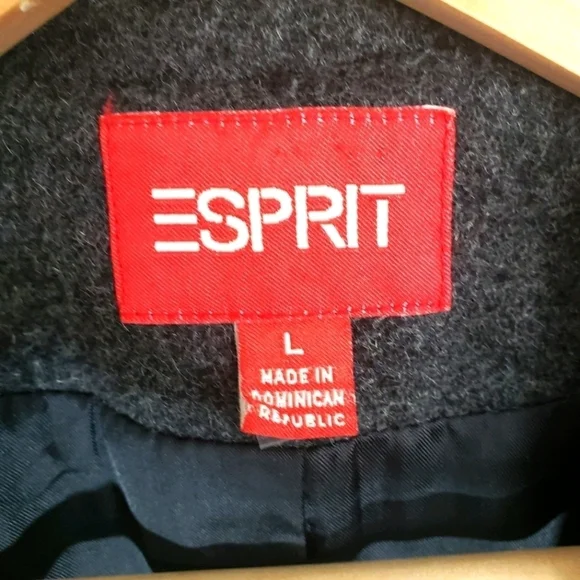 ESPRIT
L
MADE IN
DOMINICAN
REPUBLIC